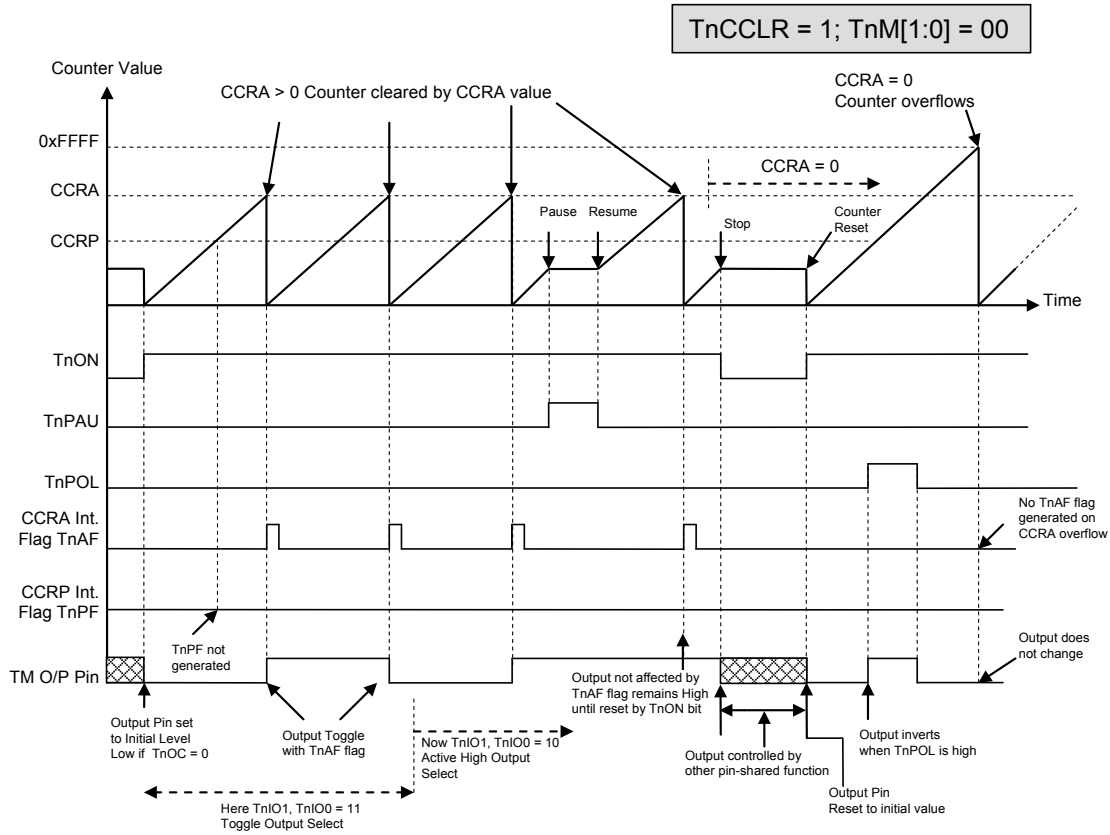 TnCCLR = 1; TnM[1:0] = 00
Counter Value
CCRA > 0 Counter cleared by CCRA value
CCRA = 0
Counter overflows
0xFFFF
CCRA = 0
CCRA
Pause
Resume
Stop
Counter
Reset
CCRP
Time
TnON
TnPAU
TnPOL
No TnAF flag
generated on
CCRA overflow
CCRA Int.
Flag TnAF
CCRP Int.
Flag TnPF
TnPF not
generated
Output does
not change
TM O/P Pin
Output not affected by
TnAF flag remains High
until reset by TnON bit
Output Pin set
to Initial Level
Low if TnOC = 0
Output Toggle
with TnAF flag
Now TnIO1, TnIO0 = 10
Active High Output
Select
Output controlled by
other pin-shared function
Output inverts
when TnPOL is high
Output Pin
Reset to initial value
Here TnIO1, TnIO0 = 11
Toggle Output Select